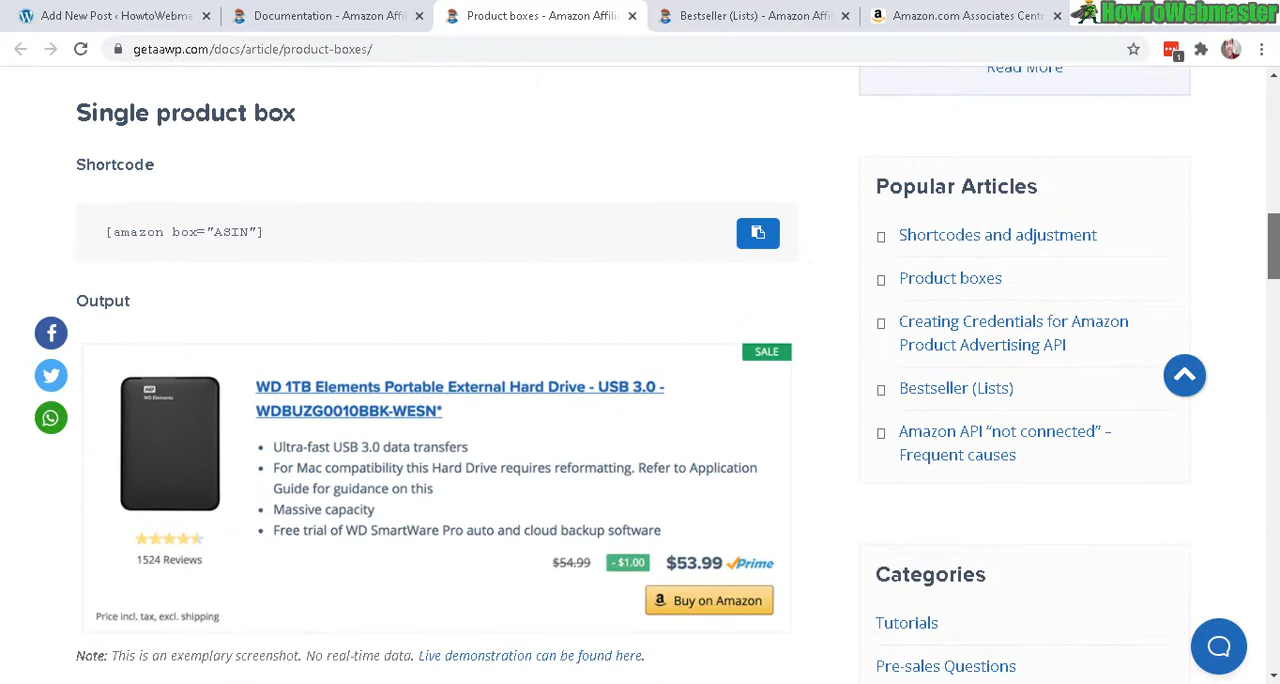 Add New Post ‹ HowtoWebma
Documentation - Amazon Affil
Product boxes - Amazon Affili
Bestseller (Lists) - Amazon Aff
Amazon.com Associates Cent
HowToWebmaster
getaawp.com/docs/article/product-boxes/
1
Read More
Single product box
Shortcode
[amazon box="ASIN"]
Output
SALE
WD
WD Elements
WD 1TB Elements Portable External Hard Drive - USB 3.0 -
WDBUZG0010BBK-WESN*
Ultra-fast USB 3.0 data transfers
For Mac compatibility this Hard Drive requires reformatting. Refer to Application
Guide for guidance on this
Massive capacity
Free trial of WD SmartWare Pro auto and cloud backup software
1524 Reviews
$54.99 - $1.00 $53.99 Prime
Buy on Amazon
Price incl. tax, excl. shipping
Note: This is an exemplary screenshot. No real-time data. Live demonstration can be found here.
Popular Articles
Shortcodes and adjustment
Product boxes
Creating Credentials for Amazon
Product Advertising API
Bestseller (Lists)
Amazon API “not connected” –
Frequent causes
Categories
Tutorials
Pre-sales Questions